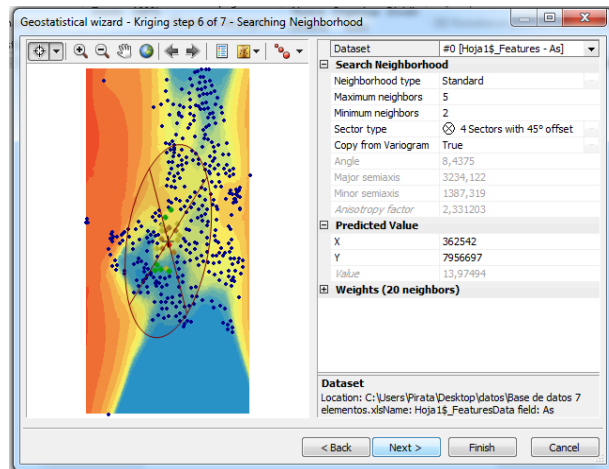 Geostatistical wizard - Kriging step 6 of 7 - Searching Neighborhood
Dataset #0 [Hoja1$_Features - As]
Search Neighborhood
Neighborhood type Standard
Maximum neighbors 5
Minimum neighbors 2
Sector type 4 Sectors with 45° offset
Copy from Variogram True
Angle 8,4375
Major semiaxis 3234,122
Minor semiaxis 1387,319
Anisotropy factor 2,331203
Predicted Value
X 362542
Y 7956697
Value 13,97494
Weights (20 neighbors)
Dataset
Location: C:\Users\Pirata\Desktop\datos\Base de datos 7
elementos.xlsName: Hoja1$_FeaturesData field: As
< Back Next > Finish Cancel